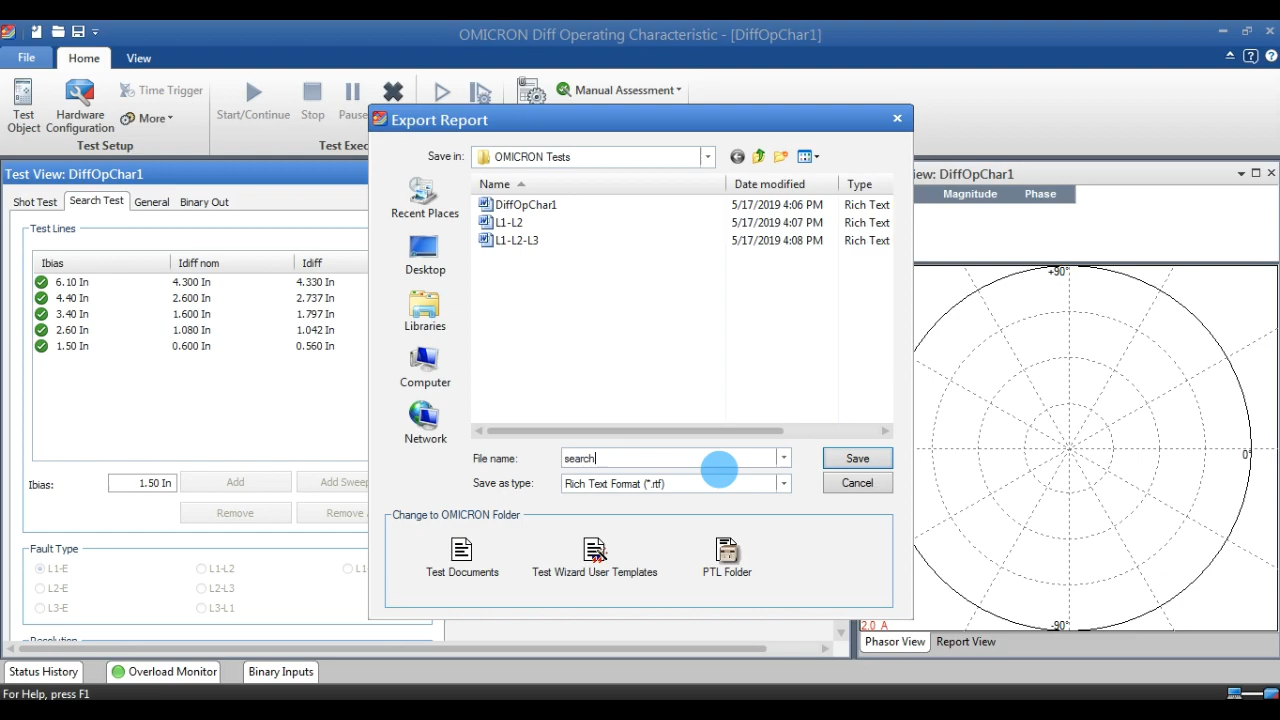 OMICRON Diff Operating Characteristic - [DiffOpChar1]
File
Home
View
Test Object
Hardware Configuration
Time Trigger
More
Test Setup
Start/Continue
Stop
Pause
Test Exec
Manual Assessment
Export Report
Save in:
OMICRON Tests
Name
Date modified
Type
DiffOpChar1
5/17/2019 4:06 PM
Rich Text
L1-L2
5/17/2019 4:07 PM
Rich Text
L1-L2-L3
5/17/2019 4:08 PM
Rich Text
Recent Places
Desktop
Libraries
Computer
Network
File name:
search
Save
Save as type:
Rich Text Format (*.rtf)
Cancel
Change to OMICRON Folder
Test Documents
Test Wizard User Templates
PTL Folder
Test View: DiffOpChar1
Shot Test
Search Test
General
Binary Out
Test Lines
Ibias
Idiff nom
Idiff
6.10 In
4.300 In
4.330 In
4.40 In
2.600 In
2.737 In
3.40 In
1.600 In
1.797 In
2.60 In
1.080 In
1.042 In
1.50 In
0.600 In
0.560 In
Ibias:
1.50 In
Add
Add Sweep
Remove
Remove
Fault Type
L1-E
L1-L2
L1-
L2-E
L2-L3
L3-E
L3-L1
Resolution
iew: DiffOpChar1
Magnitude
Phase
+90°
0°
-90°
2.0 A
Phasor View
Report View
Status History
Overload Monitor
Binary Inputs
For Help, press F1